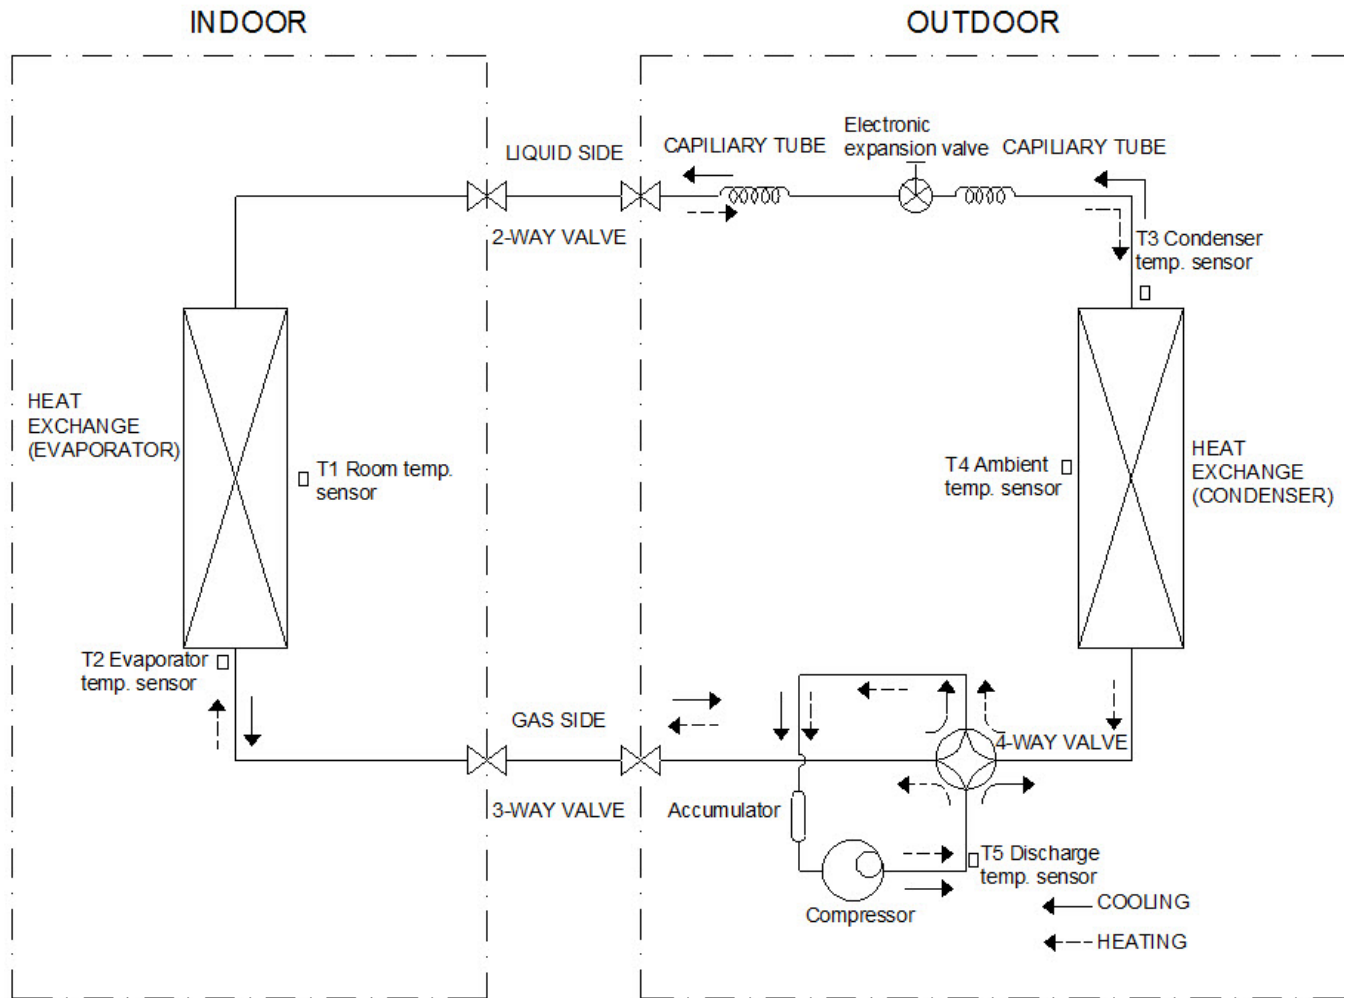 INDOOR
OUTDOOR
Electronic
expansion valve
LIQUID SIDE
CAPILIARY TUBE
CAPILIARY TUBE
2-WAY VALVE
T3 Condenser
temp. sensor
HEAT
EXCHANGE
(EVAPORATOR)
T1 Room temp.
sensor
T4 Ambient
temp. sensor
HEAT
EXCHANGE
(CONDENSER)
T2 Evaporator
temp. sensor
GAS SIDE
4-WAY VALVE
3-WAY VALVE
Accumulator
T5 Discharge
temp. sensor
Compressor
COOLING
HEATING